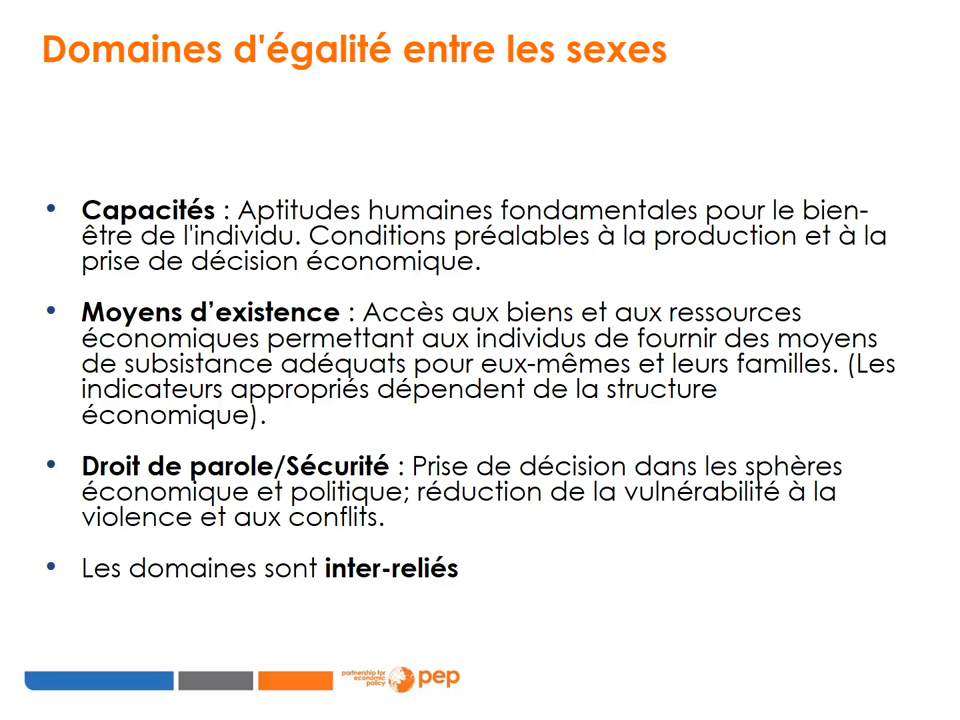 Domaines d'égalité entre les sexes
• Capacités : Aptitudes humaines fondamentales pour le bien-
être de l'individu. Conditions préalables à la production et à la
prise de décision économique.
• Moyens d’existence : Accès aux biens et aux ressources
économiques permettant aux individus de fournir des moyens
de subsistance adéquats pour eux-mêmes et leurs familles. (Les
indicateurs appropriés dépendent de la structure
économique).
• Droit de parole/Sécurité : Prise de décision dans les sphères
économique et politique; réduction de la vulnérabilité à la
violence et aux conflits.
• Les domaines sont inter-reliés
partnership for
economic
policy
pep